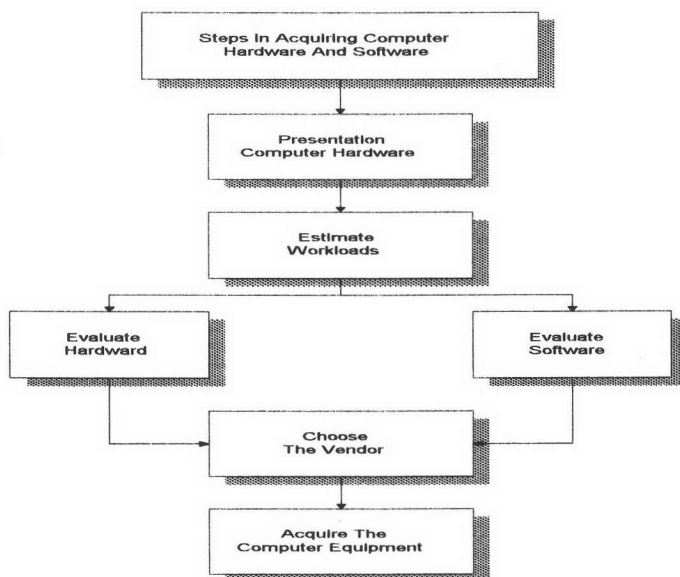 Steps In Acquiring Computer
Hardware And Software
Presentation
Computer Hardware
Estimate
Workloads
Evaluate
Hardward
Evaluate
Software
Choose
The Vendor
Acquire The
Computer Equipment